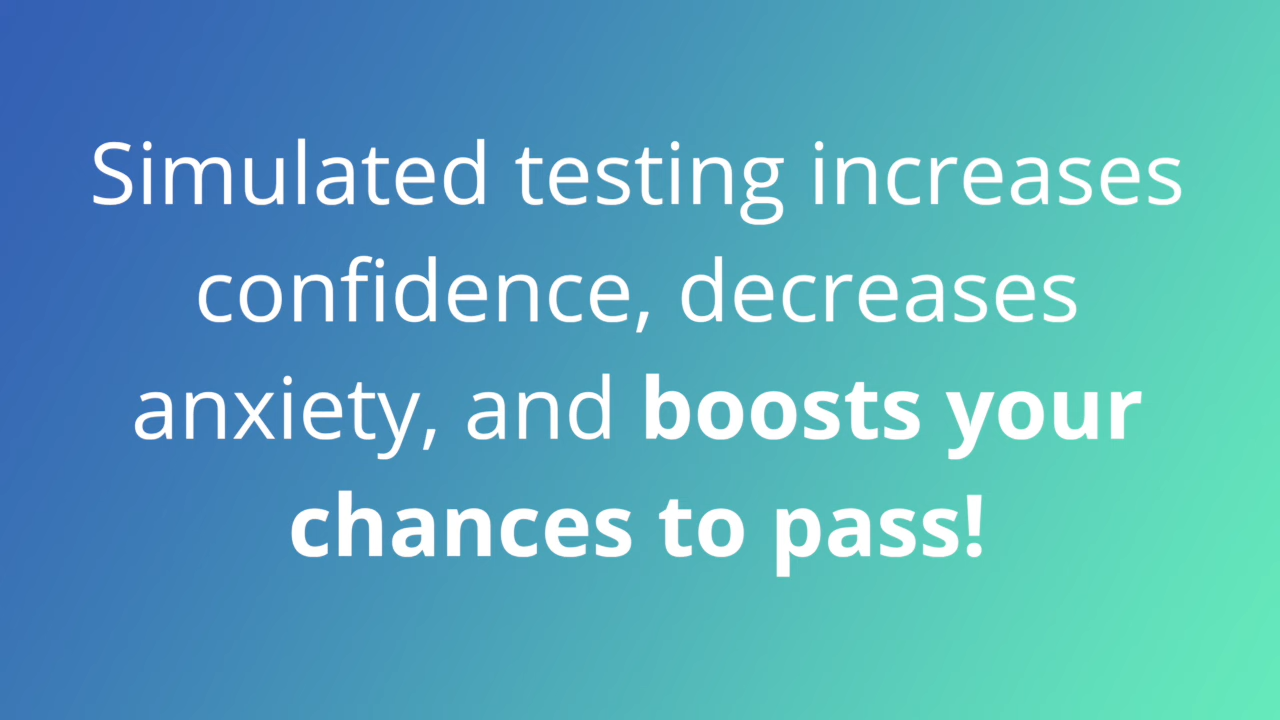 Simulated testing increases
confidence, decreases
anxiety, and boosts your
chances to pass!